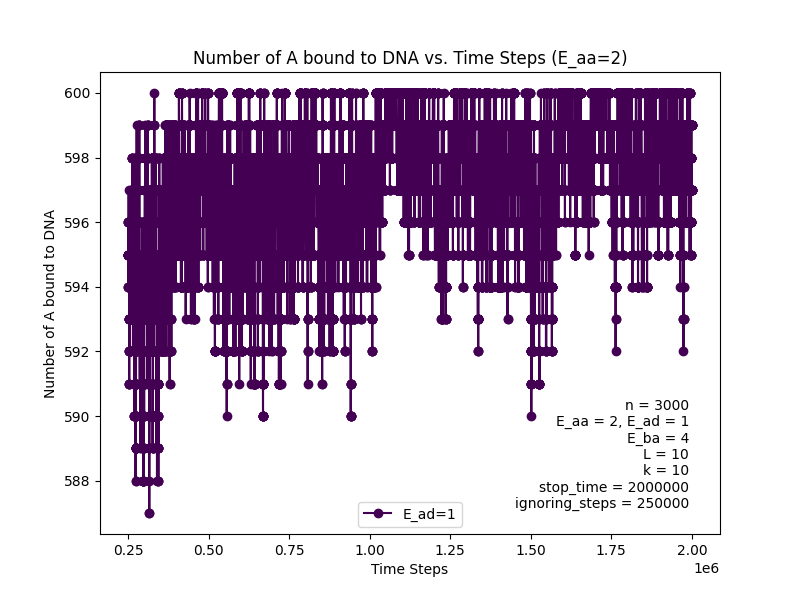 Number of A bound to DNA vs. Time Steps (E_aa=2)
Number of A bound to DNA
600
598
596
594
592
590
588
n = 3000
E_aa = 2, E_ad = 1
E_ba = 4
L = 10
k = 10
stop_time = 2000000
ignoring_steps = 250000
E_ad=1
0.25 0.50 0.75 1.00 1.25 1.50 1.75 2.00
1e6
Time Steps